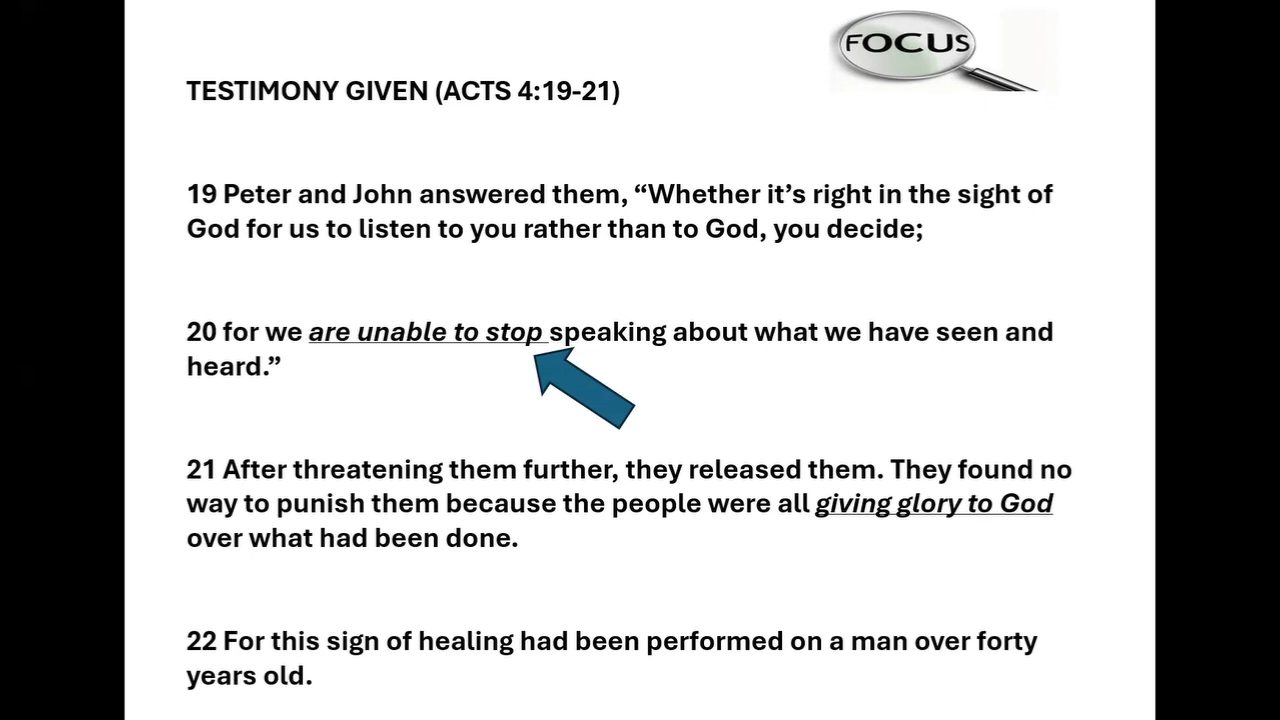 FOCUS
TESTIMONY GIVEN (ACTS 4:19-21)
19 Peter and John answered them, “Whether it’s right in the sight of
God for us to listen to you rather than to God, you decide;
20 for we are unable to stop speaking about what we have seen and
heard.”
21 After threatening them further, they released them. They found no
way to punish them because the people were all giving glory to God
over what had been done.
22 For this sign of healing had been performed on a man over forty
years old.